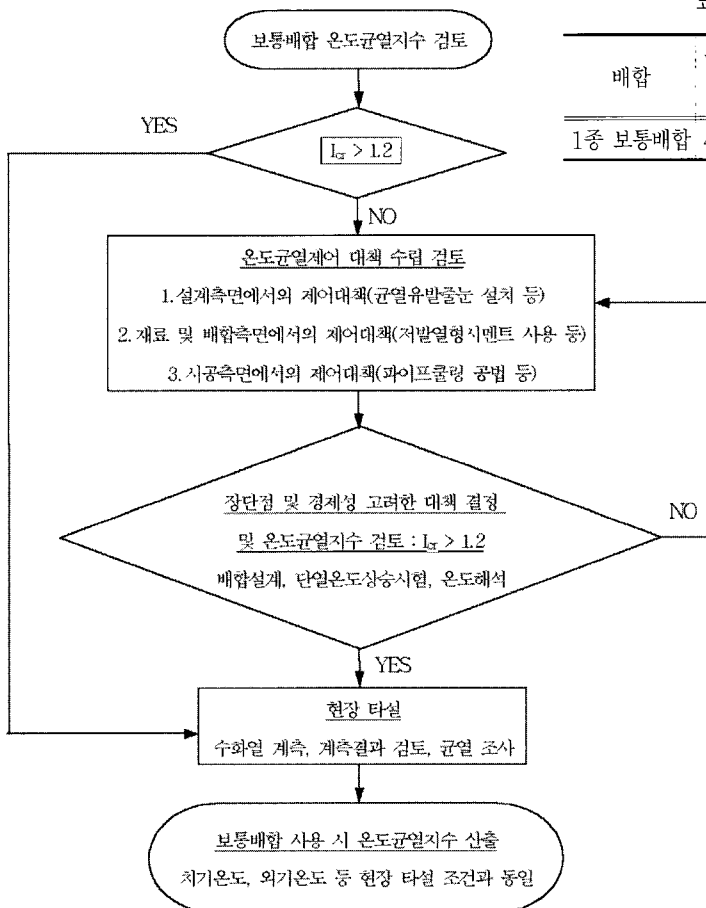 보통배합 온도균열지수 검토
배합
1종 보통배합
YES
I_cr > 1.2
NO
온도균열제어 대책 수립 검토
1. 설계측면에서의 제어대책(균열유발줄눈 설치 등)
2. 재료 및 배합측면에서의 제어대책(저발열형시멘트 사용 등)
3. 시공측면에서의 제어대책(파이프쿨링 공법 등)
장단점 및 경제성 고려한 대책 결정
및 온도균열지수 검토 : I_cr > 1.2
배합설계, 단열온도상승시험, 온도해석
NO
YES
현장 타설
수화열 계측, 계측결과 검토, 균열 조사
보통배합 사용 시 온도균열지수 산출
치기온도, 외기온도 등 현장 타설 조건과 동일